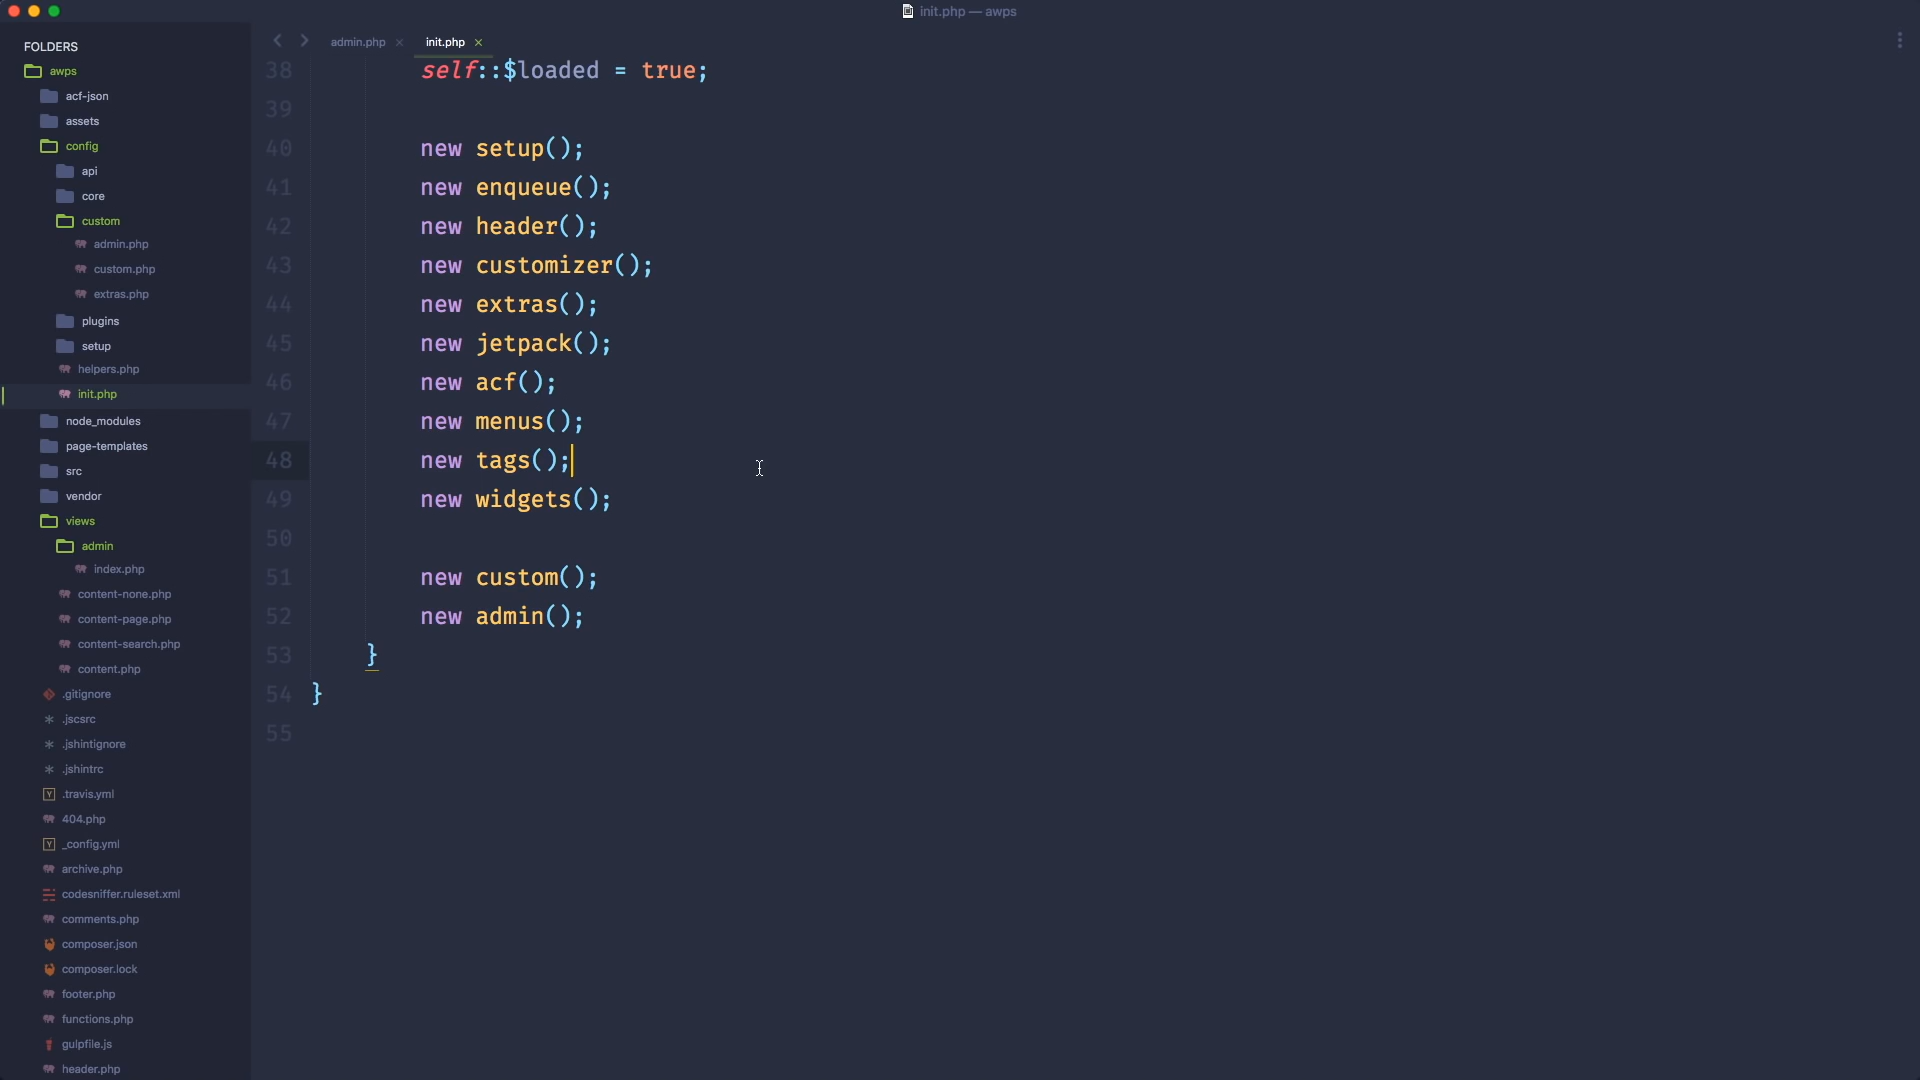 init.php — awps
FOLDERS
awps
acf-json
assets
config
api
core
custom
admin.php
custom.php
extras.php
plugins
setup
helpers.php
init.php
node_modules
page-templates
src
vendor
views
admin
index.php
content-none.php
content-page.php
content-search.php
content.php
.gitignore
.jscsrc
.jshintignore
.jshintrc
.travis.yml
404.php
_config.yml
archive.php
codesniffer.ruleset.xml
comments.php
composer.json
composer.lock
footer.php
functions.php
gulpfile.js
header.php
admin.php × init.php ×
38 self::$loaded = true;
39
40 new setup();
41 new enqueue();
42 new header();
43 new customizer();
44 new extras();
45 new jetpack();
46 new acf();
47 new menus();
48 new tags();
49 new widgets();
50
51 new custom();
52 new admin();
53 }
54 }
55